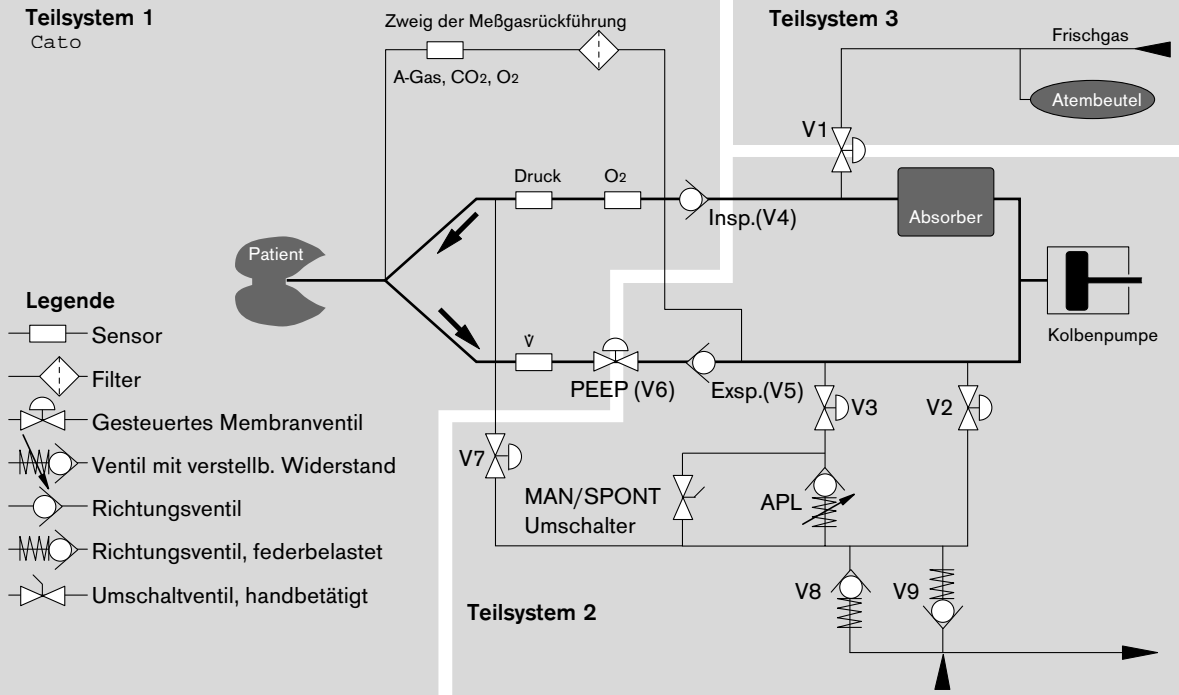 Teilsystem 1
Cato
Zweig der Meßgasrückführung
A-Gas, CO2, O2
Teilsystem 3
Frischgas
Atembeutel
V1
Druck
O2
Insp.(V4)
Absorber
Patient
Kolbenpumpe
V̇
PEEP (V6)
Exsp.(V5)
V3
V2
V7
MAN/SPONT
Umschalter
APL
V8
V9
Teilsystem 2
Legende
Sensor
Filter
Gesteuertes Membranventil
Ventil mit verstellb. Widerstand
Richtungsventil
Richtungsventil, federbelastet
Umschaltventil, handbetätigt